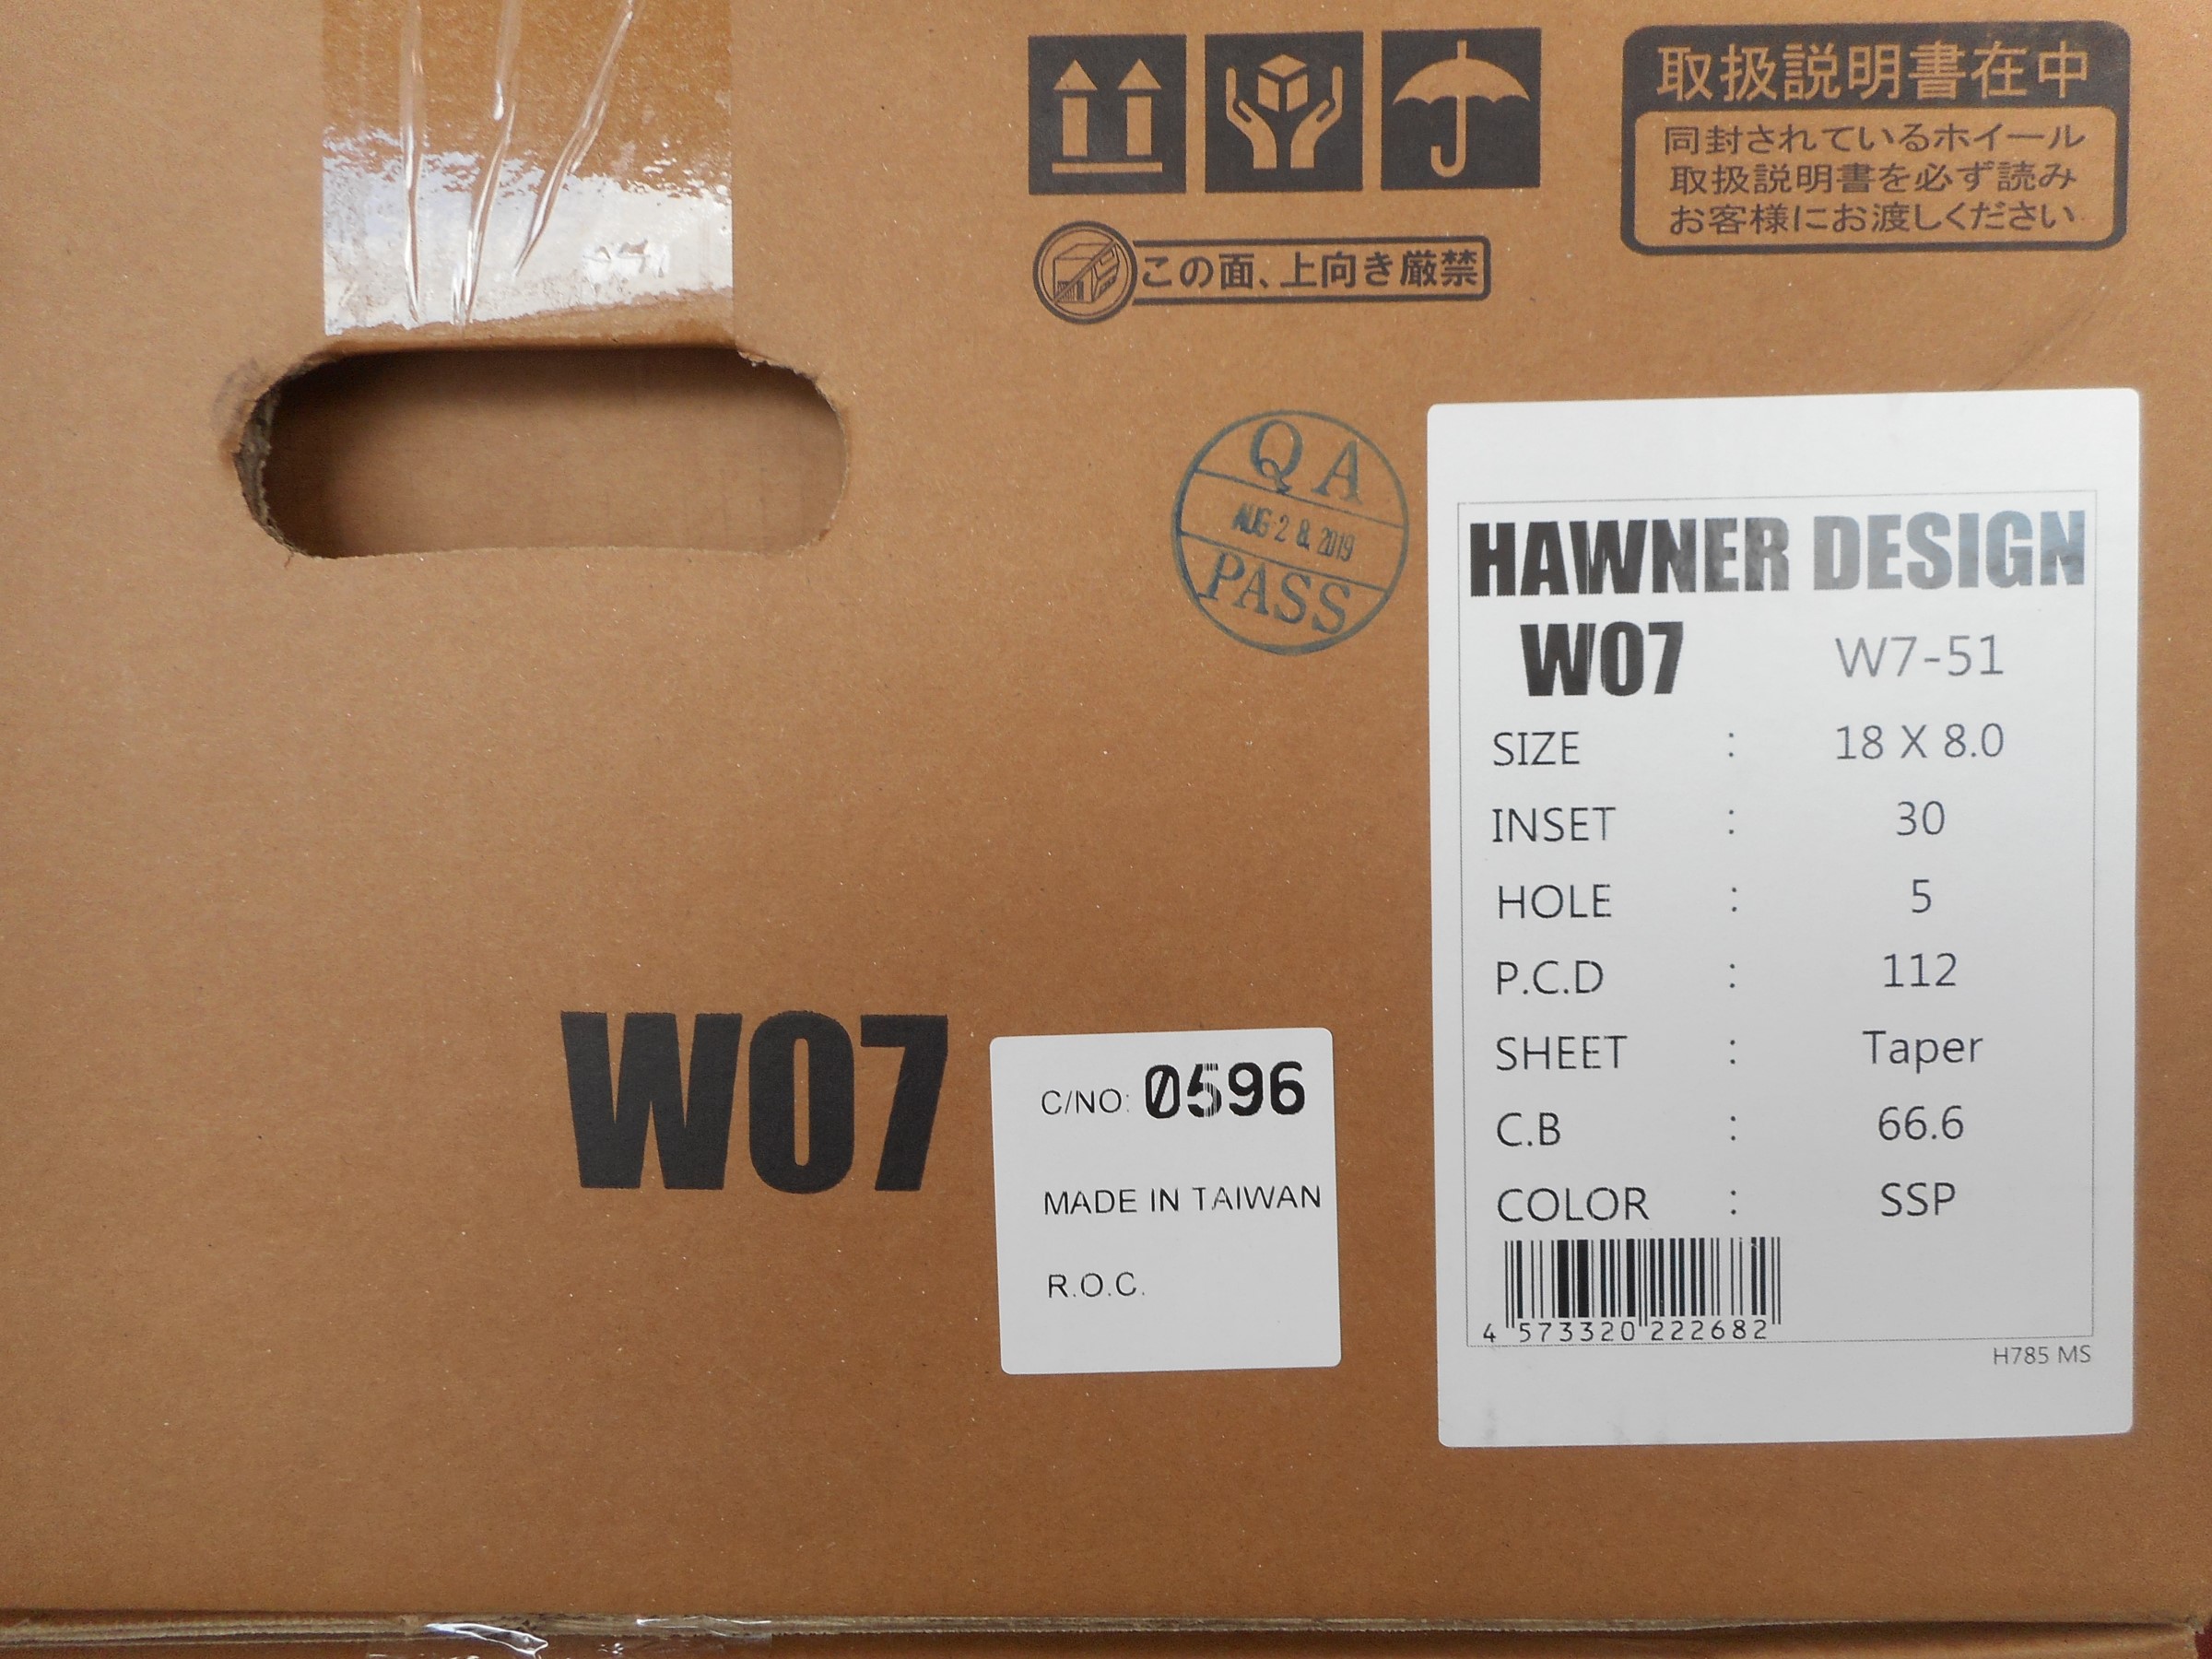 取扱説明書在中
同封されているホイール
取扱説明書を必ず読み
お客様にお渡しください
この面、上向き厳禁
QA
AUG 28. 2019
PASS
HAWNER DESIGN
W07 W7-51
SIZE : 18 X 8.0
INSET : 30
HOLE : 5
P.C.D : 112
SHEET : Taper
C.B : 66.6
COLOR : SSP
4 573320 222682
H785 MS
W07
C/NO: 0596
MADE IN TAIWAN
R.O.C.